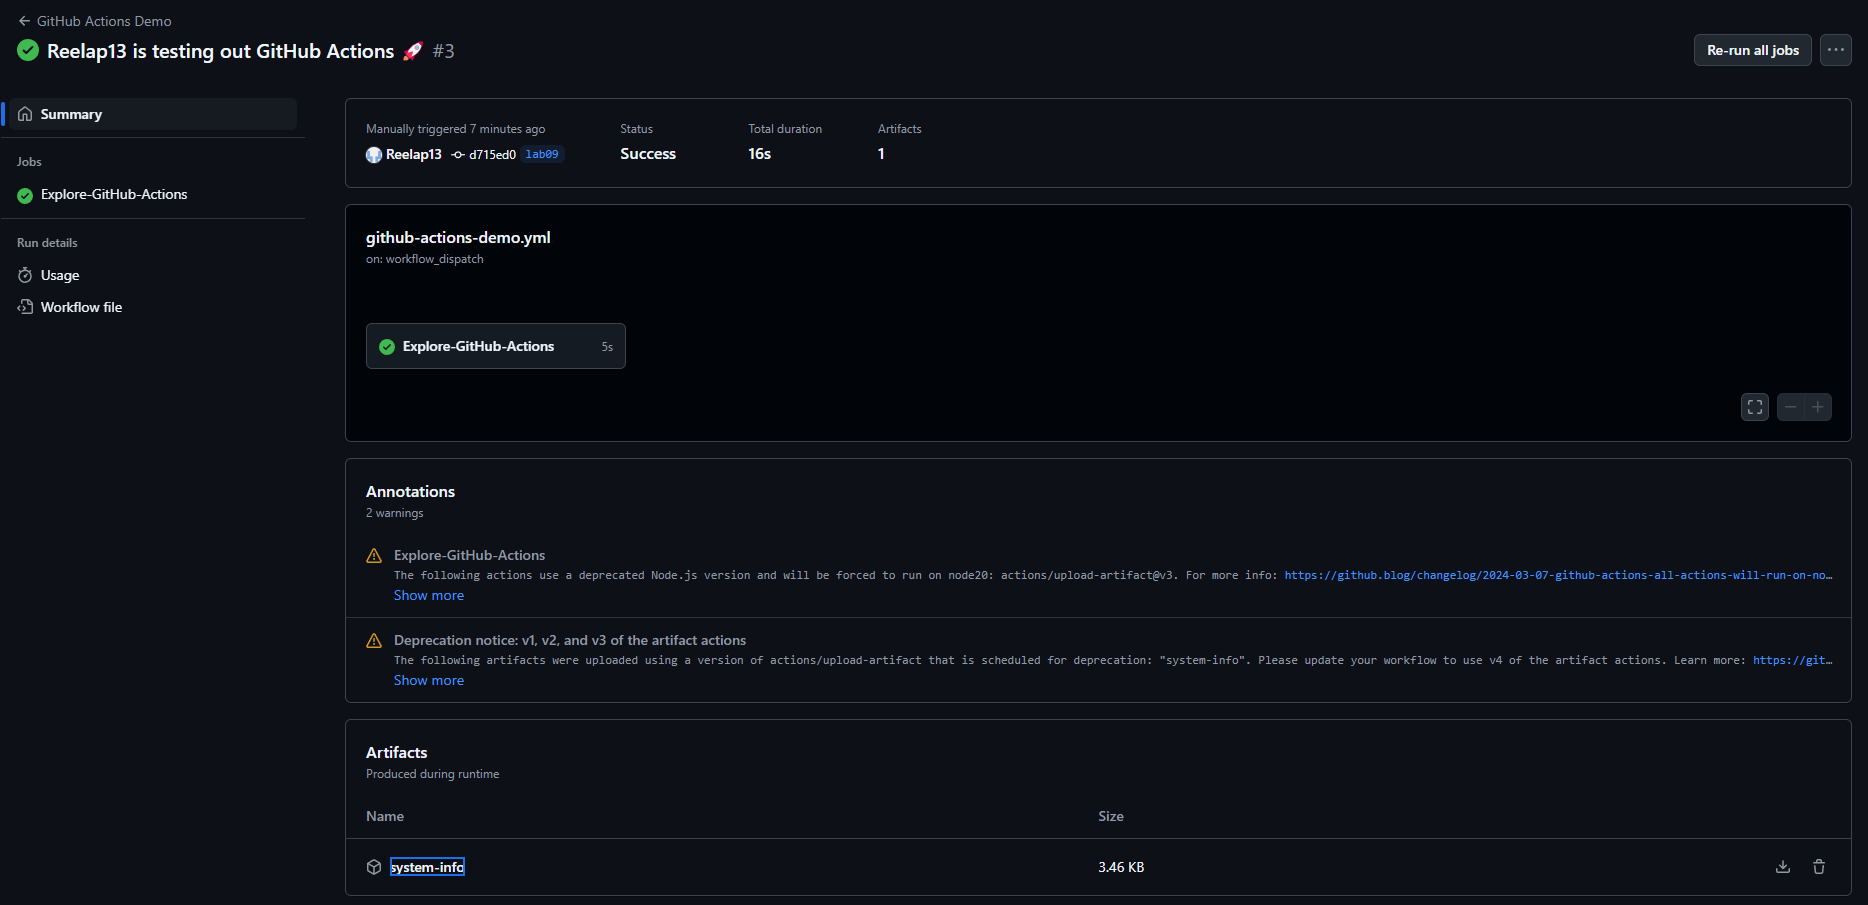 GitHub Actions Demo
Reelap13 is testing out GitHub Actions 🚀 #3
Re-run all jobs
Summary
Jobs
Explore-GitHub-Actions
Run details
Usage
Workflow file
Manually triggered 7 minutes ago
Reelap13 d715ed0 lab09
Status
Success
Total duration
16s
Artifacts
1
github-actions-demo.yml
on: workflow_dispatch
Explore-GitHub-Actions 5s
Annotations
2 warnings
Explore-GitHub-Actions
The following actions use a deprecated Node.js version and will be forced to run on node20: actions/upload-artifact@v3. For more info: https://github.blog/changelog/2024-03-07-github-actions-all-actions-will-run-on-no…
Show more
Deprecation notice: v1, v2, and v3 of the artifact actions
The following artifacts were uploaded using a version of actions/upload-artifact that is scheduled for deprecation: "system-info". Please update your workflow to use v4 of the artifact actions. Learn more: https://git…
Show more
Artifacts
Produced during runtime
Name Size
system-info 3.46 KB